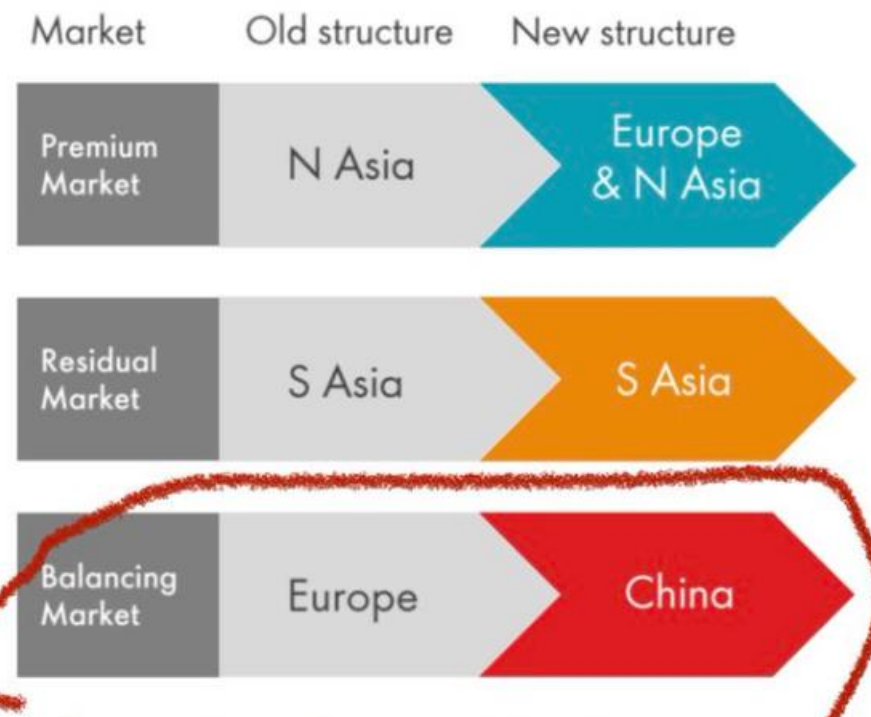 Market Old structure New structure
Premium
Market
N Asia
Europe
& N Asia
Residual
Market
S Asia
S Asia
Balancing
Market
Europe
China